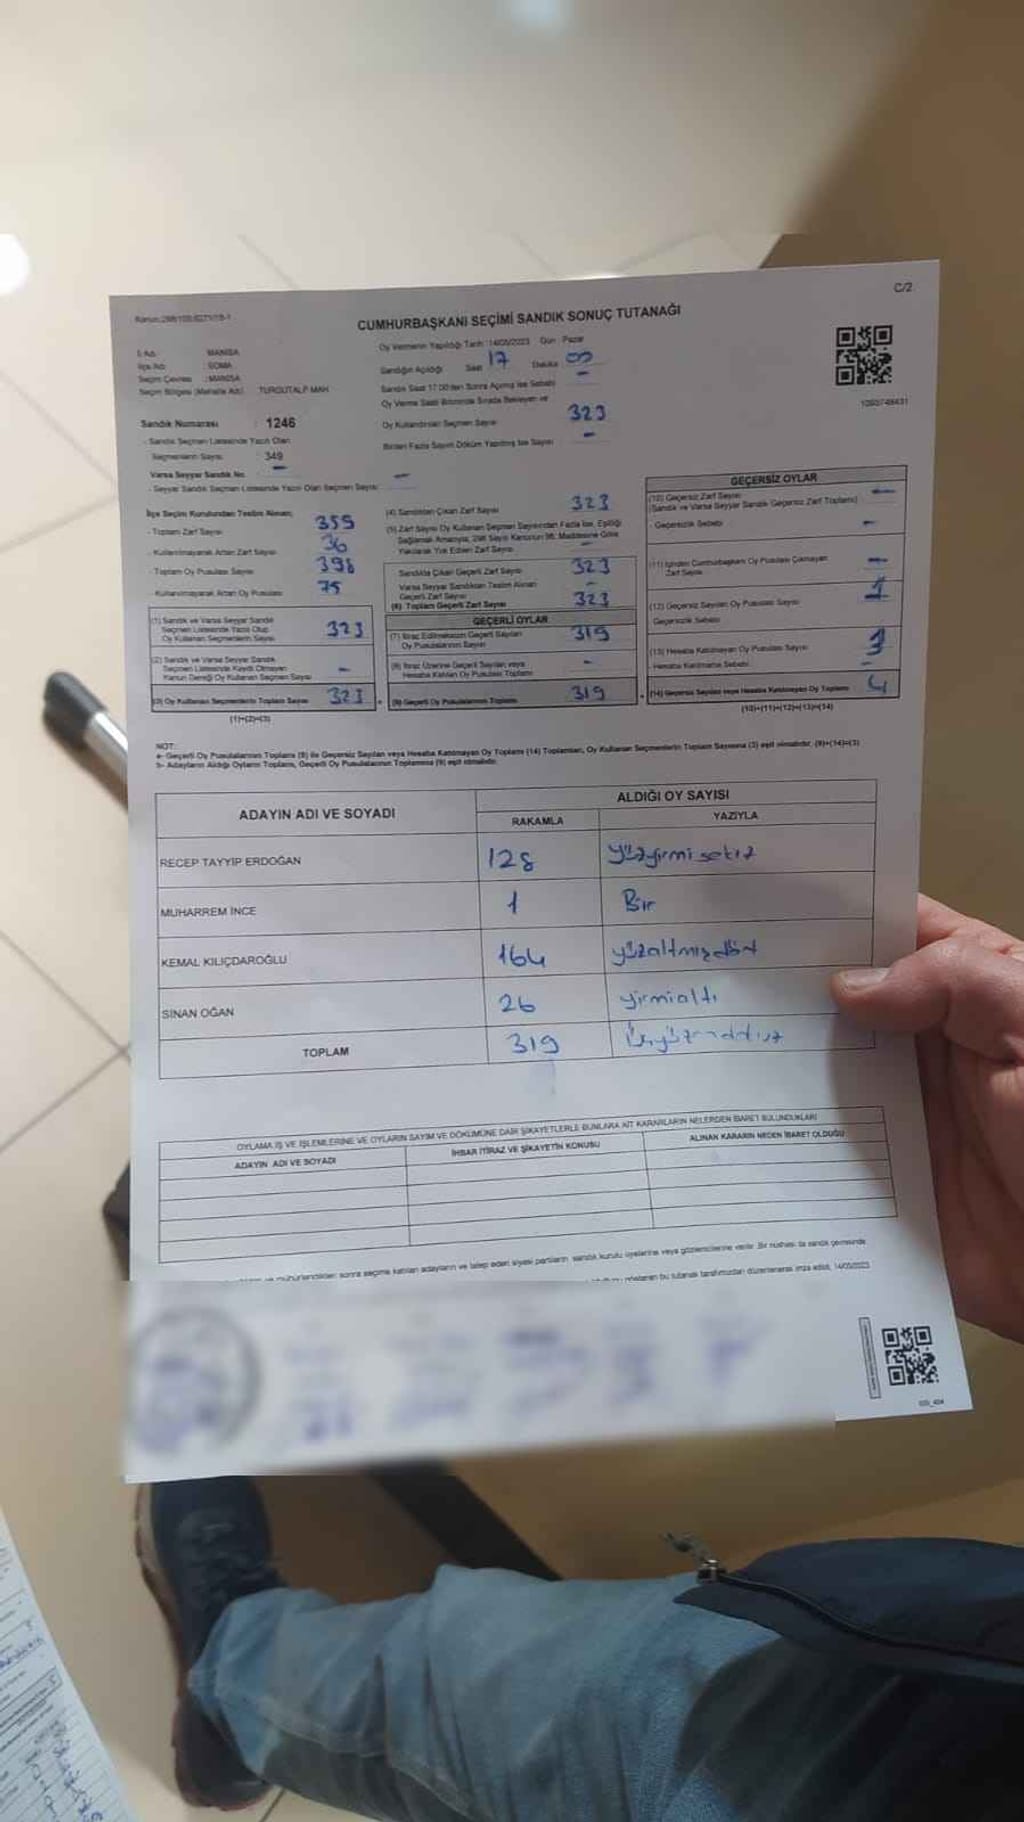 C/2
CUMHURBAŞKANI SEÇİMİ SANDIK SONUÇ TUTANAĞI
İl Adı : MANİSA
İlçe Adı : SOMA
Seçim Çevresi : MANİSA
Seçim Bölgesi (Mahalle Adı) : TURGUTALP MAH
Sandık Numarası : 1246
- Sandık Seçmen Listesinde Yazılı Olan
Seçmenlerin Sayısı : 349
Varsa Seyyar Sandık No : -
- Seyyar Sandık Seçmen Listesinde Yazılı Olan Seçmen Sayısı : -
Oy Vermenin Yapıldığı Tarih :14/05/2023 Gün : Pazar
Sandığın Açıldığı Saat 17 Dakika 00
Sandık Saat 17.00'den Sonra Açılmış İse Sebebi -
Oy Verme Saati Bitiminde Sırada Bekleyen ve
Oy Kullandırılan Seçmen Sayısı 323
Birden Fazla Sayım Döküm Yapılmış İse Sayısı -
İlçe Seçim Kurulundan Teslim Alınan;
- Toplam Zarf Sayısı 359
- Kullanılmayarak Artan Zarf Sayısı 36
- Toplam Oy Pusulası Sayısı 398
- Kullanılmayarak Artan Oy Pusulası 75
(1) Sandık ve Varsa Seyyar Sandık
Seçmen Listesinde Yazılı Olup
Oy Kullanan Seçmenlerin Sayısı 323
(2) Sandık ve Varsa Seyyar Sandık
Seçmen Listesinde Kaydı Olmayan
Kanun Gereği Oy Kullanan Seçmen Sayısı -
(3) Oy Kullanan Seçmenlerin Toplam Sayısı 323
(1)+(2)=(3)
(4) Sandıktan Çıkan Zarf Sayısı 323
(5) Zarf Sayısı Oy Kullanan Seçmen Sayısından Fazla İse, Eşitliği
Sağlamak Amacıyla, 298 Sayılı Kanunun 98. Maddesine Göre
Yakılarak Yok Edilen Zarf Sayısı -
Sandıkta Çıkan Geçerli Zarf Sayısı 323
Varsa Seyyar Sandıktan Teslim Alınan
Geçerli Zarf Sayısı -
(6) Toplam Geçerli Zarf Sayısı 323
GEÇERLİ OYLAR
(7) İtiraz Edilmeksizin Geçerli Sayılan
Oy Pusulalarının Sayısı 319
(8) İtiraz Üzerine Geçerli Sayılan veya
Hesaba Katılan Oy Pusulası Toplamı -
(9) Geçerli Oy Pusulalarının Toplamı 319
GEÇERSİZ OYLAR
(10) Geçersiz Zarf Sayısı
(Sandık ve Varsa Seyyar Sandık Geçersiz Zarf Toplamı) -
- Geçersizlik Sebebi -
(11) İçinden Cumhurbaşkanı Oy Pusulası Çıkmayan
Zarf Sayısı -
(12) Geçersiz Sayılan Oy Pusulası Sayısı 1
Geçersizlik Sebebi
(13) Hesaba Katılmayan Oy Pusulası Sayısı 3
- Hesaba Katılmama Sebebi -
(14) Geçersiz Sayılan veya Hesaba Katılmayan Oy Toplamı 4
(10)+(11)+(12)+(13)=(14)
NOT:
a- Geçerli Oy Pusulalarının Toplamı (9) ile Geçersiz Sayılan veya Hesaba Katılmayan Oy Toplamı (14) Toplamları, Oy Kullanan Seçmenlerin Toplam Sayısına (3) eşit olmalıdır. (9)+(14)=(3)
b- Adayların Aldığı Oyların Toplamı, Geçerli Oy Pusulalarının Toplamına (9) eşit olmalıdır.
ADAYIN ADI VE SOYADI
ALDIĞI OY SAYISI
RAKAMLA YAZIYLA
RECEP TAYYİP ERDOĞAN 128 yüzyirmisekiz
MUHARREM İNCE 1 Bir
KEMAL KILIÇDAROĞLU 164 yüzaltmışdört
SİNAN OĞAN 26 yirmialtı
TOPLAM 319
OYLAMA İŞ VE İŞLEMLERİNE VE OYLARIN SAYIM VE DÖKÜMÜNE DAİR ŞİKAYETLERLE BUNLARA AİT KARARLARIN NELERDEN İBARET BULUNDUKLARI
ADAYIN ADI VE SOYADI
İHBAR İTİRAZ VE ŞİKAYETİN KONUSU
ALINAN KARARIN NEDEN İBARET OLDUĞU
sonra seçime katılan adayların ve talep eden siyasi partilerin sandık kurulu üyelerine veya gözlemcilerine verilir. Bir nüshası da sandık çevresinde
bu tutanak tarafımızdan düzenlenerek imza edildi. 14/05/2023